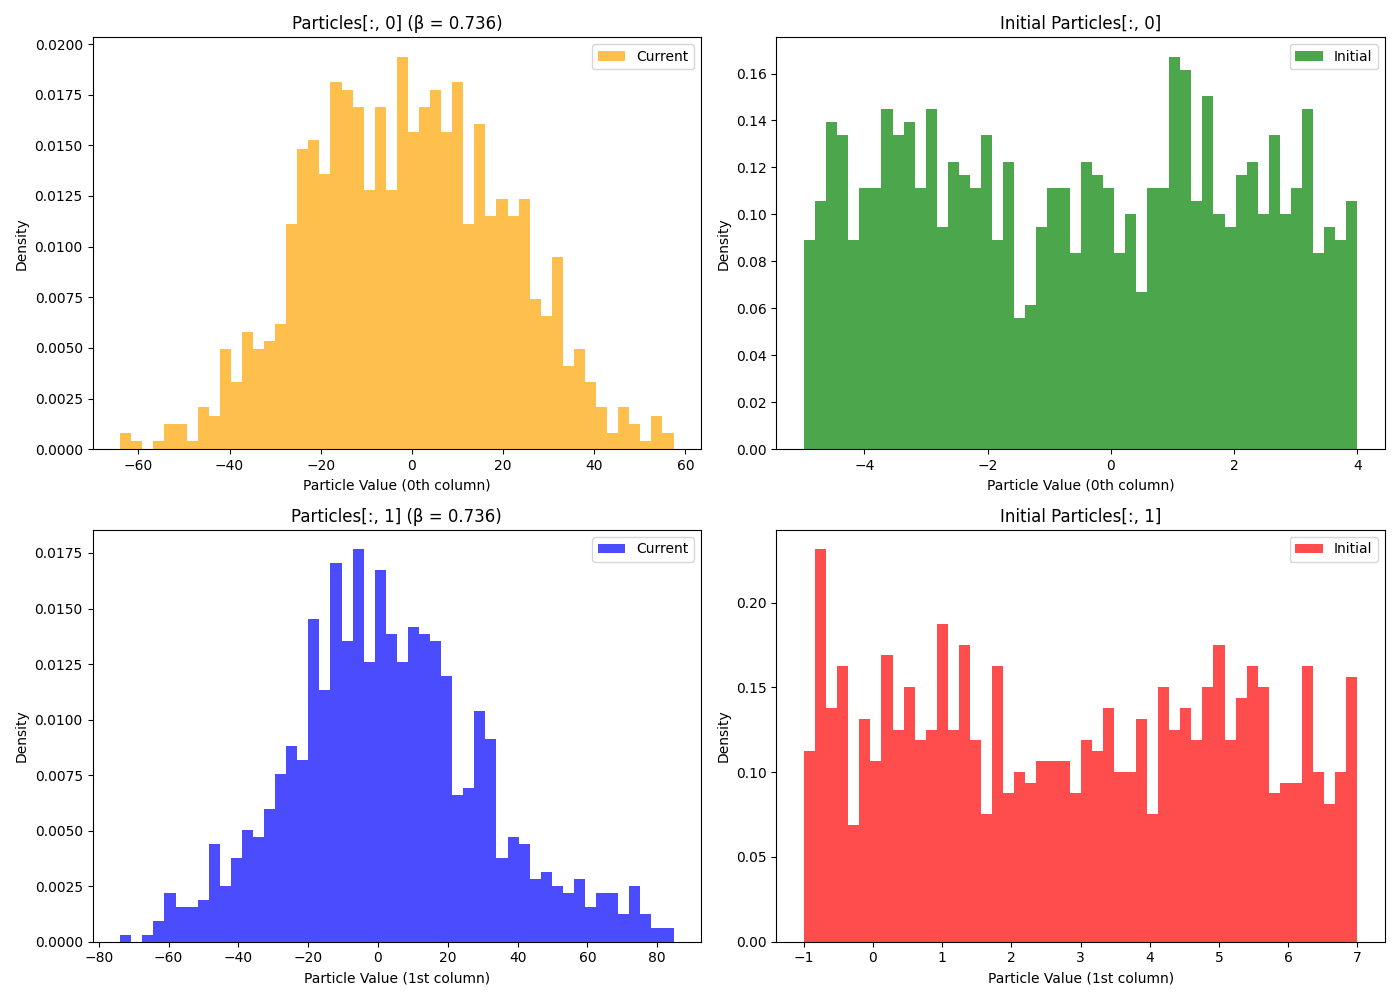 Particles[:, 0] (β = 0.736)
Current
Density
0.0200
0.0175
0.0150
0.0125
0.0100
0.0075
0.0050
0.0025
0.0000
−60 −40 −20 0 20 40 60
Particle Value (0th column)
Initial Particles[:, 0]
Initial
Density
0.16
0.14
0.12
0.10
0.08
0.06
0.04
0.02
0.00
−4 −2 0 2 4
Particle Value (0th column)
Particles[:, 1] (β = 0.736)
Current
Density
0.0175
0.0150
0.0125
0.0100
0.0075
0.0050
0.0025
0.0000
−80 −60 −40 −20 0 20 40 60 80
Particle Value (1st column)
Initial Particles[:, 1]
Initial
Density
0.20
0.15
0.10
0.05
0.00
−1 0 1 2 3 4 5 6 7
Particle Value (1st column)